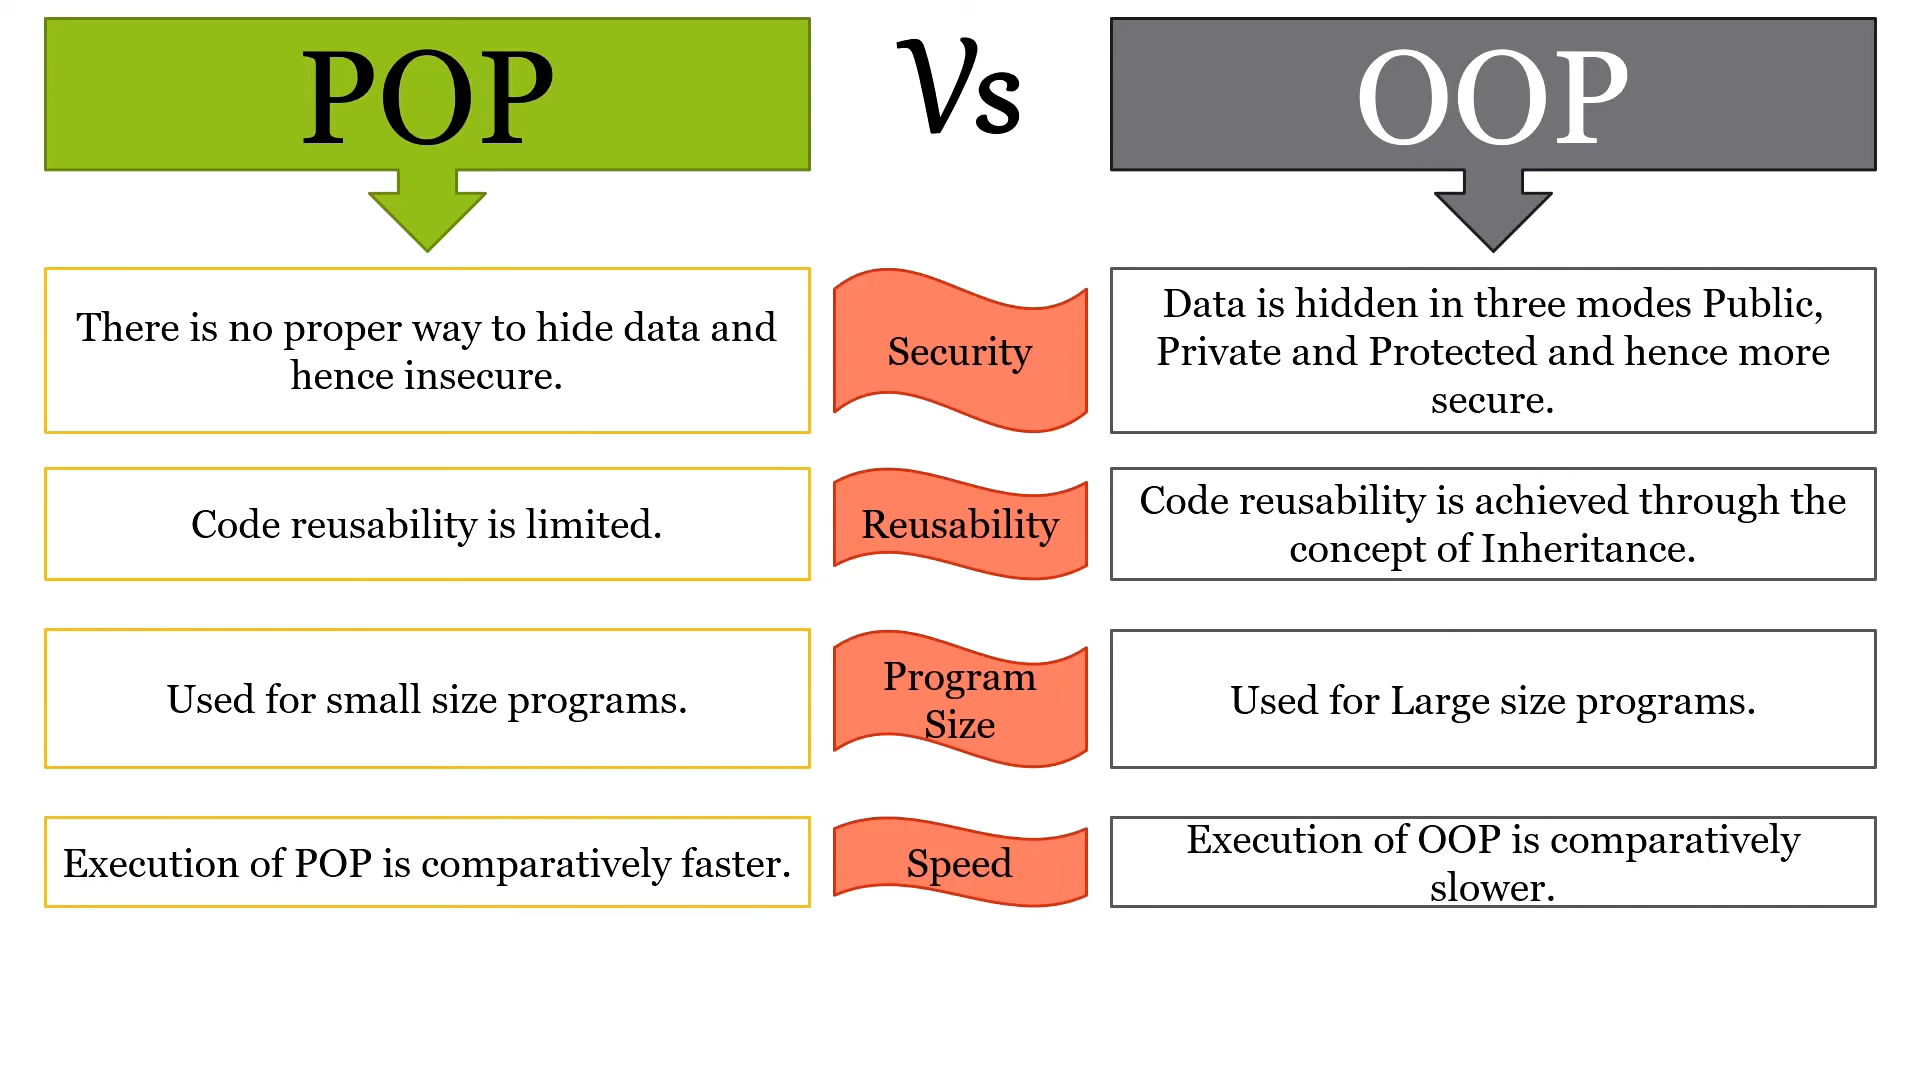 POP
Vs
OOP
There is no proper way to hide data and
hence insecure.
Security
Data is hidden in three modes Public,
Private and Protected and hence more
secure.
Code reusability is limited.
Reusability
Code reusability is achieved through the
concept of Inheritance.
Used for small size programs.
Program
Size
Used for Large size programs.
Execution of POP is comparatively faster.
Speed
Execution of OOP is comparatively
slower.